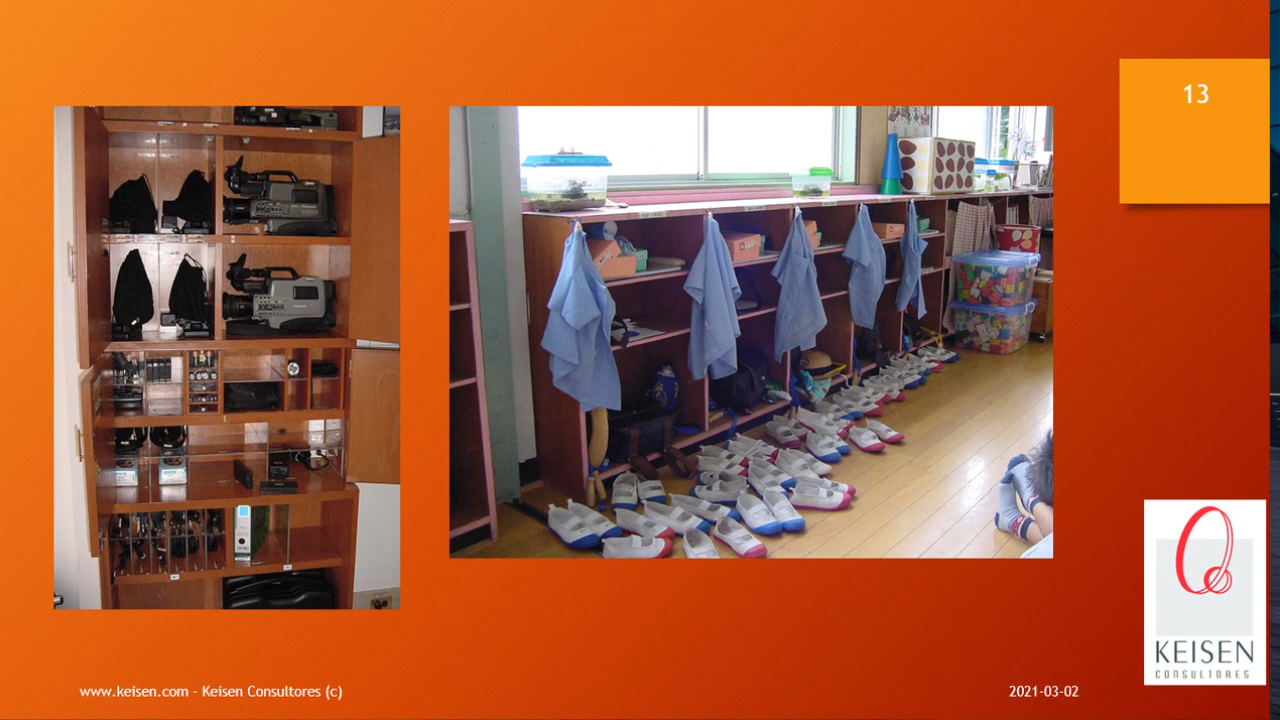 13
KEISEN
CONSULTORES
www.keisen.com - Keisen Consultores (c)
2021-03-02